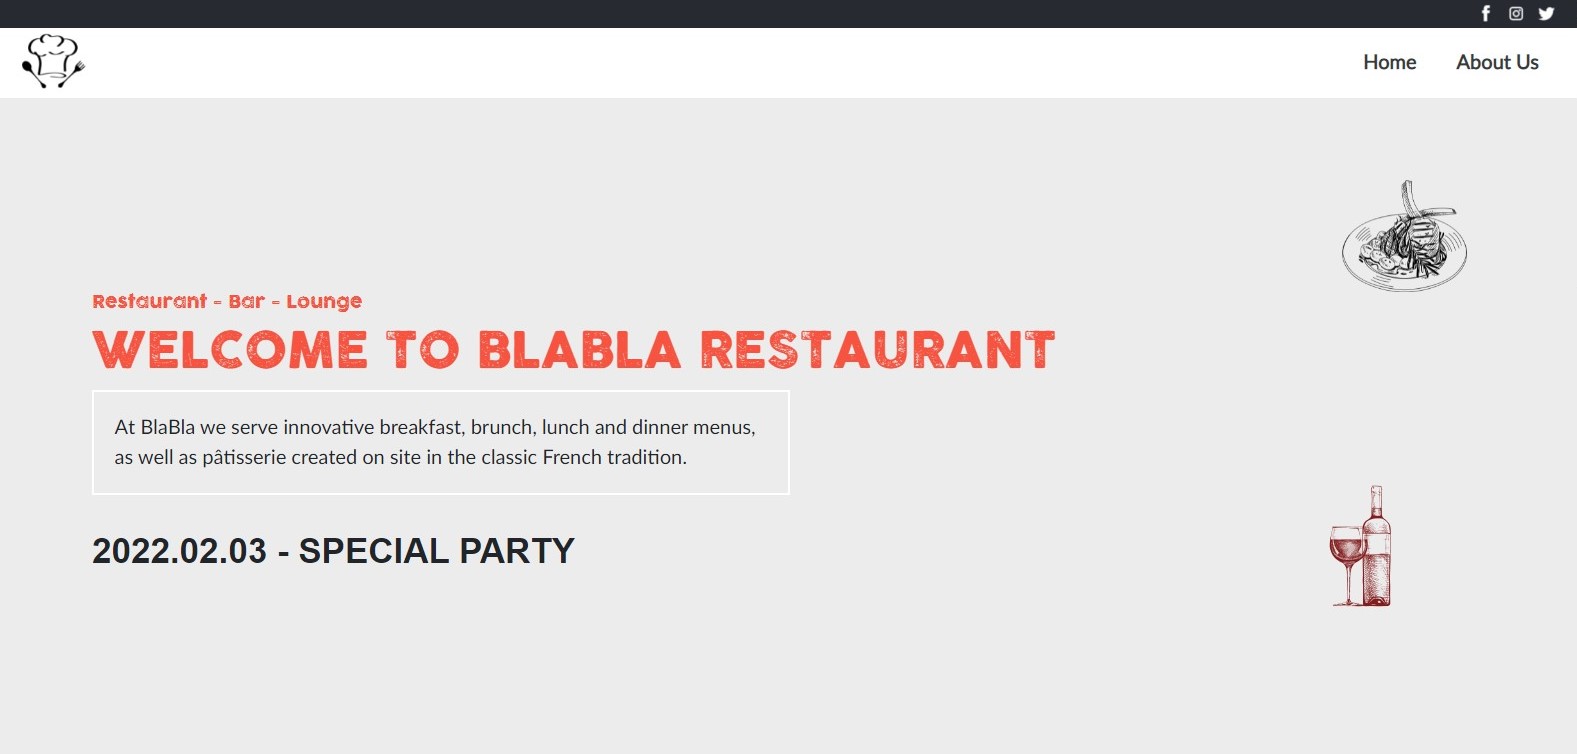 Home About Us
Restaurant - Bar - Lounge
WELCOME TO BLABLA RESTAURANT
At BlaBla we serve innovative breakfast, brunch, lunch and dinner menus,
as well as pâtisserie created on site in the classic French tradition.
2022.02.03 - SPECIAL PARTY